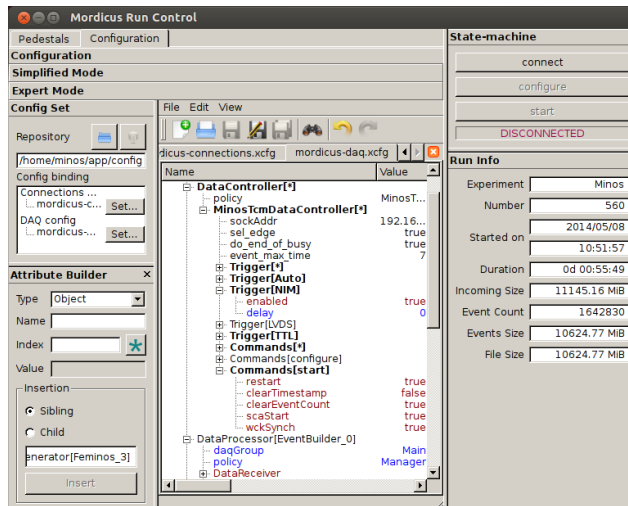 Mordicus Run Control
Pedestals Configuration
Configuration
Simplified Mode
Expert Mode
Config Set
Repository
/home/minos/app/config
Config binding
Connections ...
mordicus-c... Set...
DAQ config
mordicus-... Set...
Attribute Builder x
Type Object
Name
Index
Value
Insertion
Sibling
Child
enerator[Feminos_3]
Insert
File Edit View
dicus-connections.xcfg mordicus-daq.xcfg
Name Value
DataController[*]
policy MinosT...
MinosTcmDataController[*]
sockAddr 192.16...
sel_edge true
do_end_of_busy true
event_max_time 7
Trigger[*]
Trigger[Auto]
Trigger[NIM]
enabled true
delay 0
Trigger[LVDS]
Trigger[TTL]
Commands[*]
Commands[configure]
Commands[start]
restart true
clearTimestamp false
clearEventCount true
scaStart true
wckSynch true
DataProcessor[EventBuilder_0]
daqGroup Main
policy Manager
DataReceiver
State-machine
connect
configure
start
DISCONNECTED
Run Info
Experiment Minos
Number 560
Started on 2014/05/08
10:51:57
Duration 0d 00:55:49
Incoming Size 11145.16 MiB
Event Count 1642830
Events Size 10624.77 MiB
File Size 10624.77 MiB